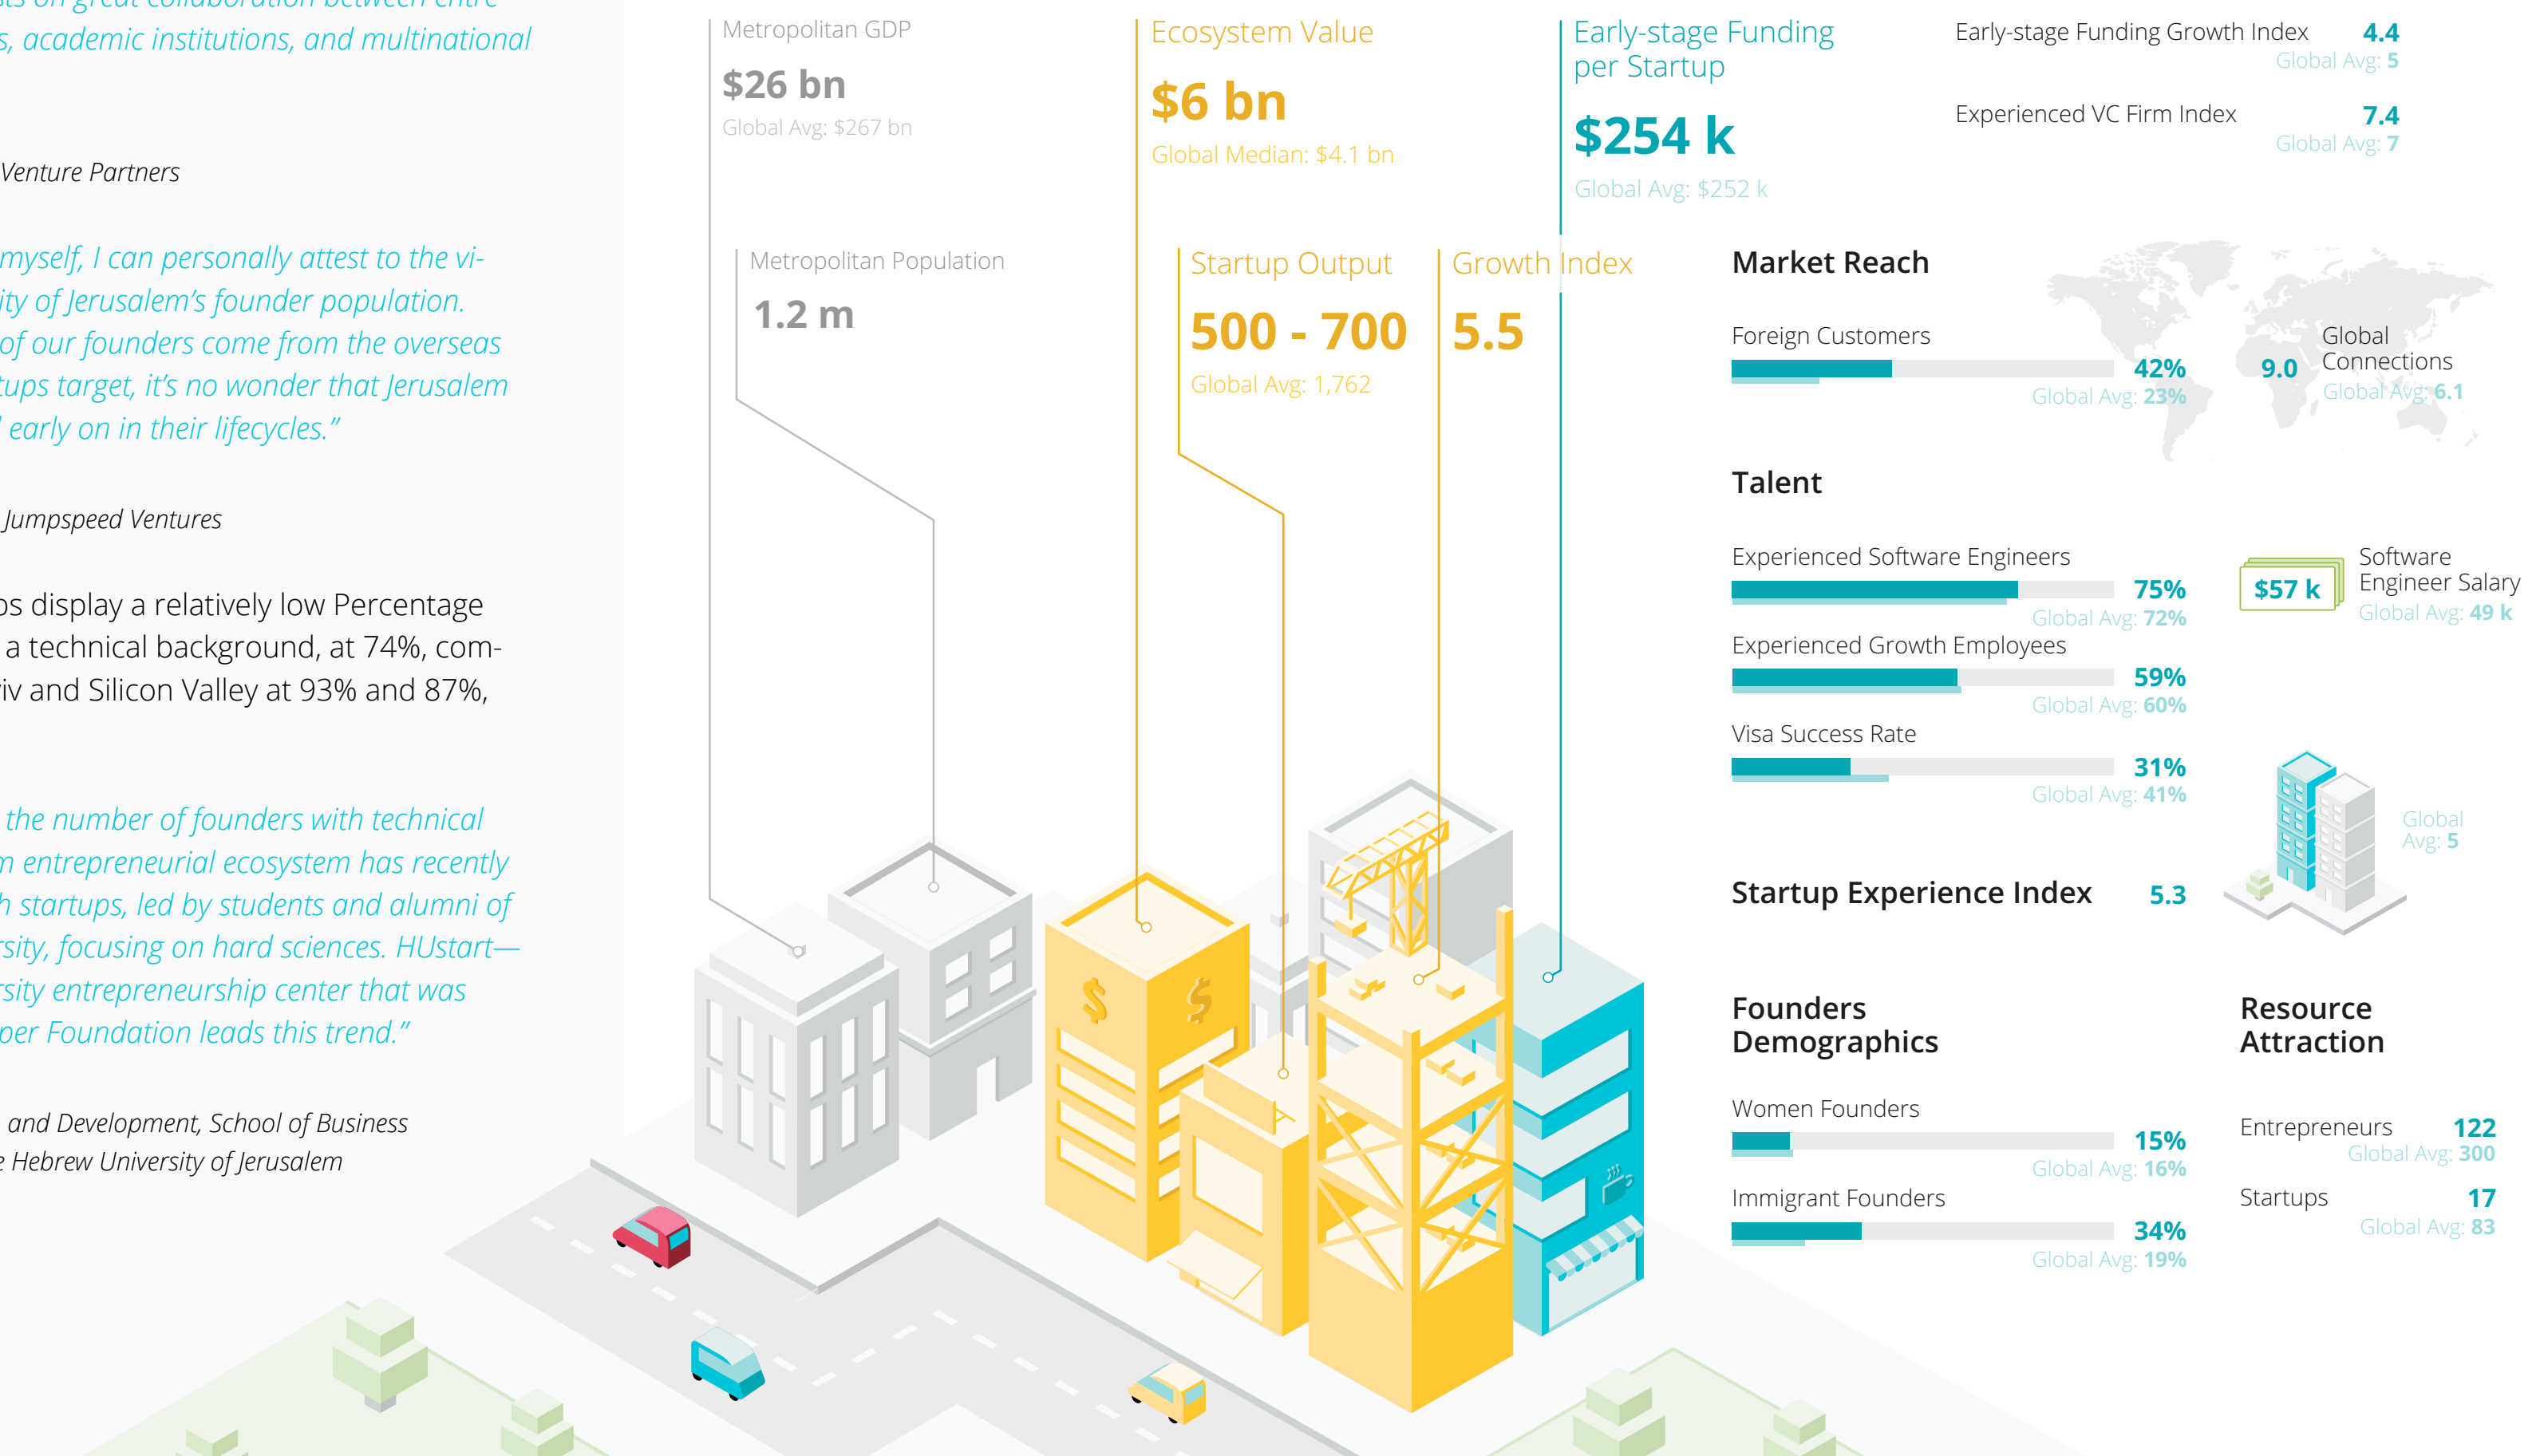 sts on great collaboration between entre
s, academic institutions, and multinational
Venture Partners
myself, I can personally attest to the vi-
ity of Jerusalem’s founder population.
of our founders come from the overseas
tups target, it’s no wonder that Jerusalem
early on in their lifecycles.”
Jumpspeed Ventures
ps display a relatively low Percentage
a technical background, at 74%, com-
viv and Silicon Valley at 93% and 87%,
the number of founders with technical
m entrepreneurial ecosystem has recently
h startups, led by students and alumni of
rsity, focusing on hard sciences. HUstart—
rsity entrepreneurship center that was
per Foundation leads this trend.”
and Development, School of Business
e Hebrew University of Jerusalem
Metropolitan GDP
$26 bn
Global Avg: $267 bn
Metropolitan Population
1.2 m
Ecosystem Value
$6 bn
Global Median: $4.1 bn
Startup Output
500 - 700
Global Avg: 1,762
Growth Index
5.5
Early-stage Funding
per Startup
$254 k
Global Avg: $252 k
Early-stage Funding Growth Index 4.4
Global Avg: 5
Experienced VC Firm Index 7.4
Global Avg: 7
Market Reach
Foreign Customers
42%
Global Avg: 23%
9.0
Global
Connections
Global Avg: 6.1
Talent
Experienced Software Engineers
75%
Global Avg: 72%
Experienced Growth Employees
59%
Global Avg: 60%
Visa Success Rate
31%
Global Avg: 41%
$57 k
Software
Engineer Salary
Global Avg: 49 k
Startup Experience Index 5.3
Global
Avg: 5
Founders
Demographics
Women Founders
15%
Global Avg: 16%
Immigrant Founders
34%
Global Avg: 19%
Resource
Attraction
Entrepreneurs 122
Global Avg: 300
Startups 17
Global Avg: 83
$ $